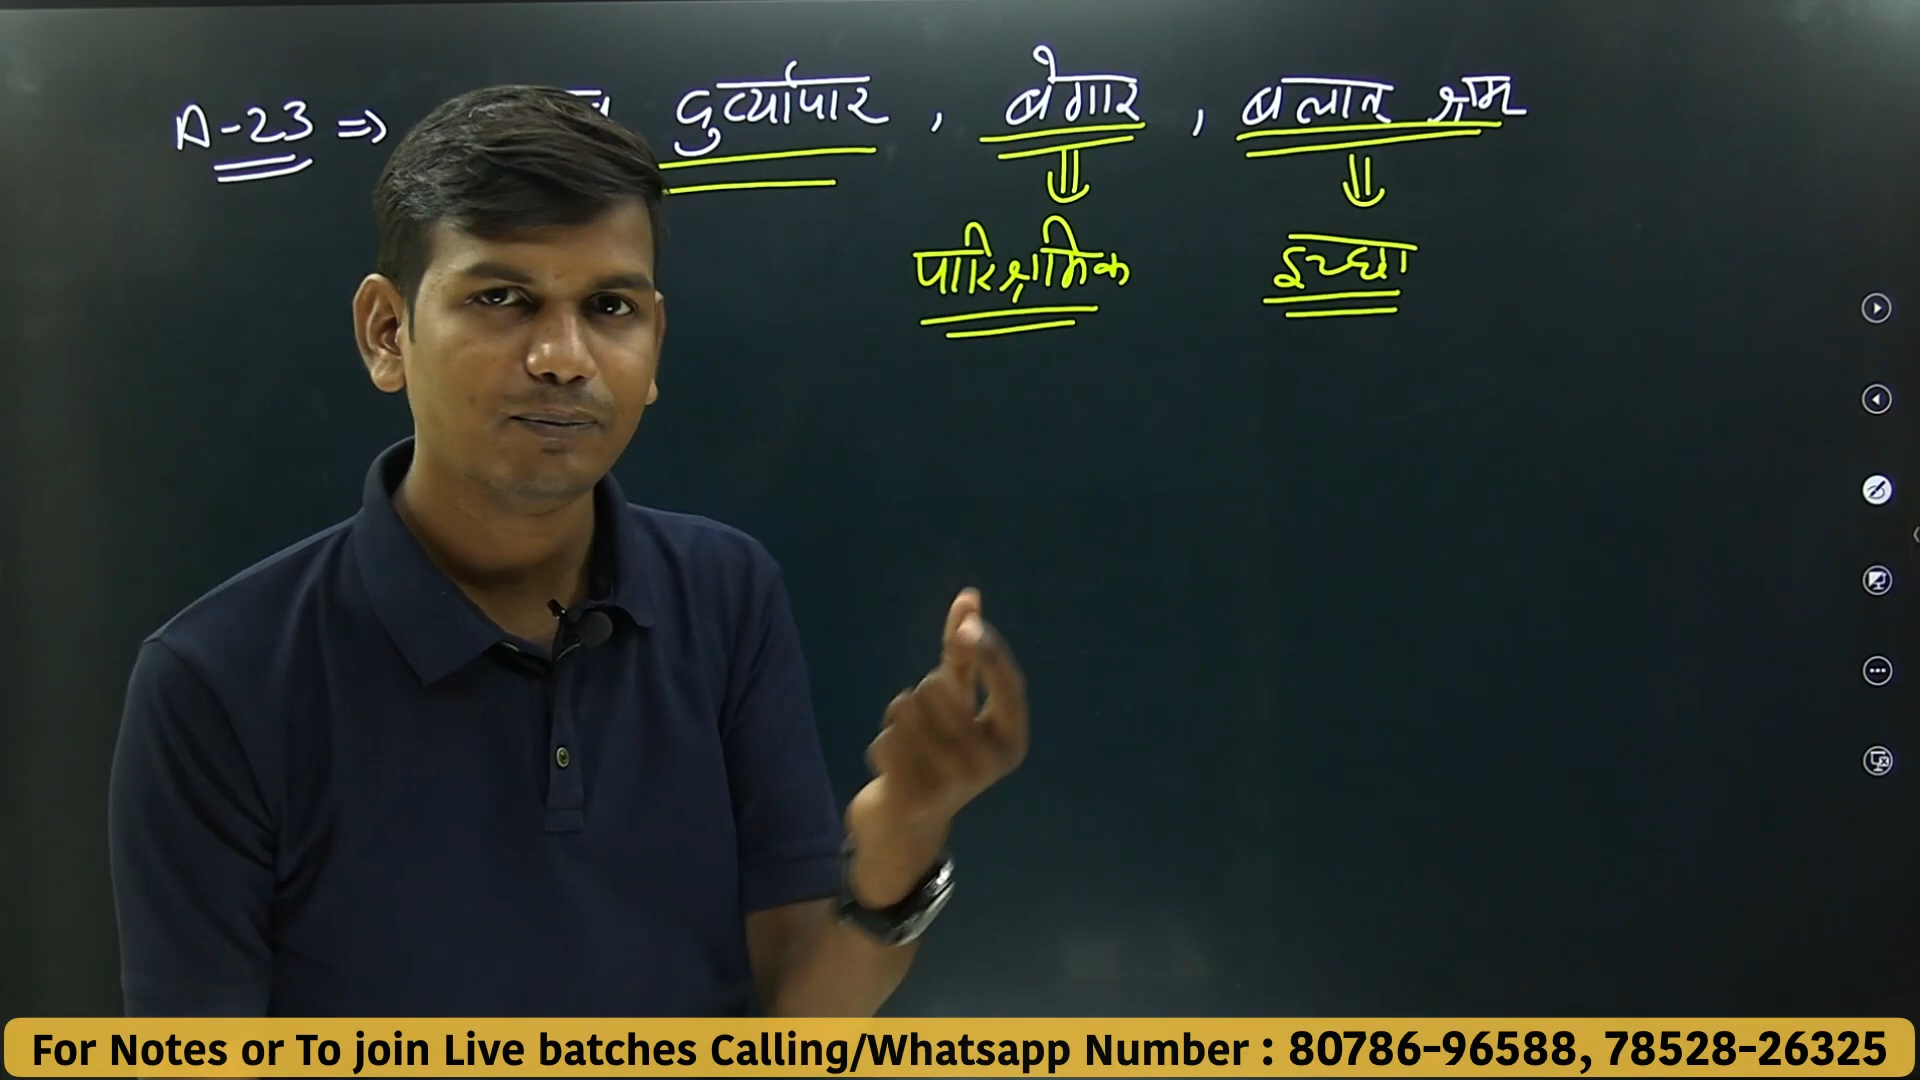 A-23 ⇒ दुर्व्यापार , बेगार , बलात श्रम
पारिश्रमिक इच्छा
For Notes or To join Live batches Calling/Whatsapp Number : 80786-96588, 78528-26325